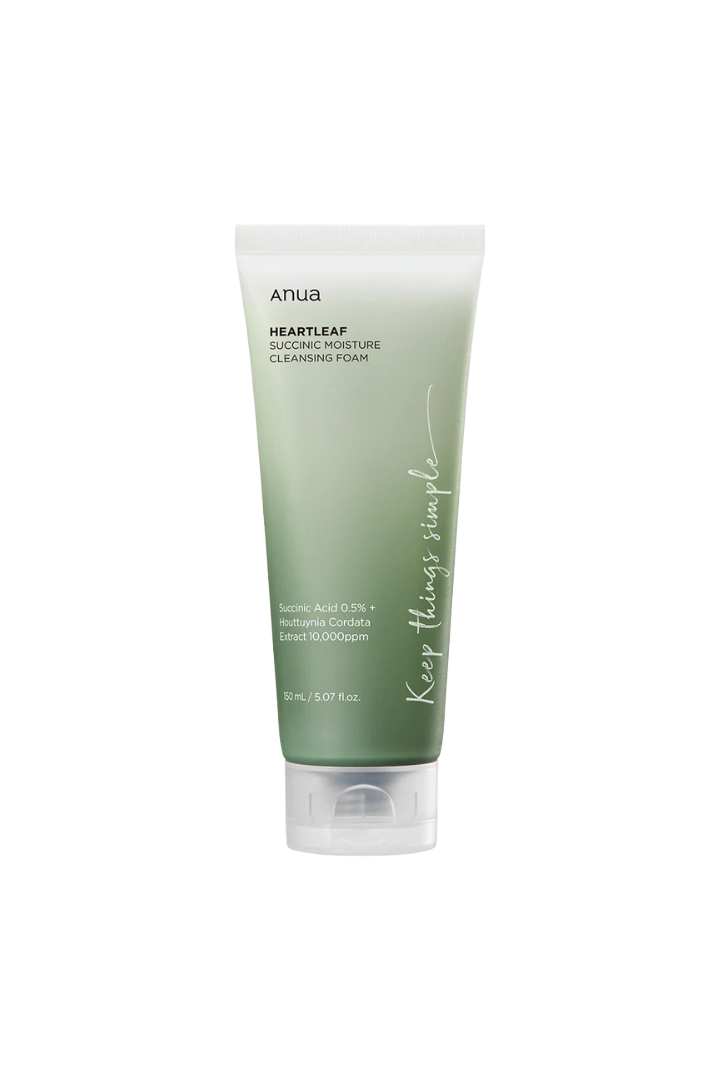 Anua
HEARTLEAF
SUCCINIC MOISTURE
CLEANSING FOAM
Succinic Acid 0.5% +
Houttuynia Cordata
Extract 10,000ppm
150 mL / 5.07 fl.oz.
Keep things simple